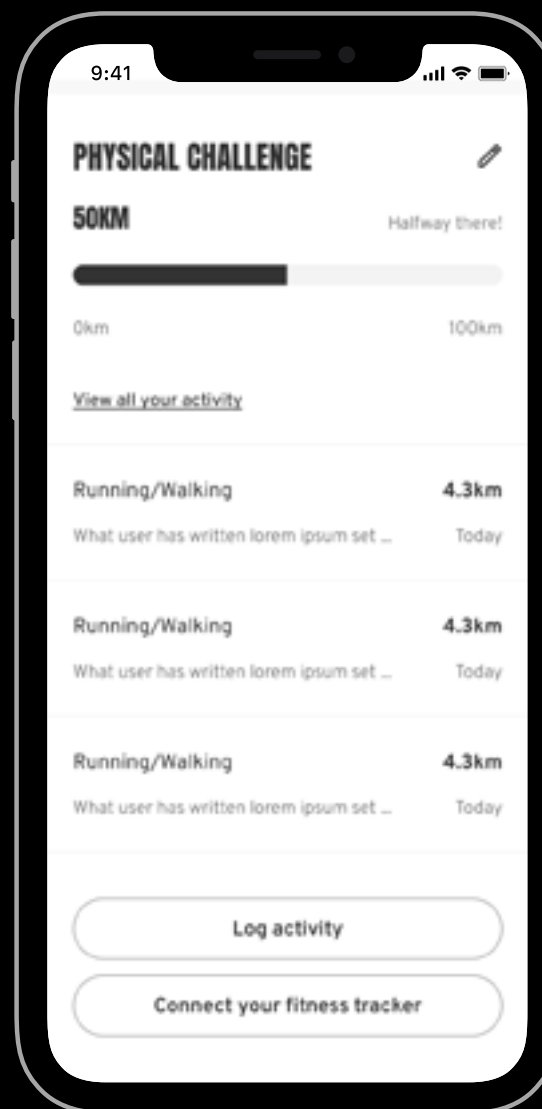 9:41
PHYSICAL CHALLENGE
50KM
Halfway there!
0km
100km
View all your activity
Running/Walking
4.3km
What user has written lorem ipsum set ...
Today
Running/Walking
4.3km
What user has written lorem ipsum set ...
Today
Running/Walking
4.3km
What user has written lorem ipsum set ...
Today
Log activity
Connect your fitness tracker